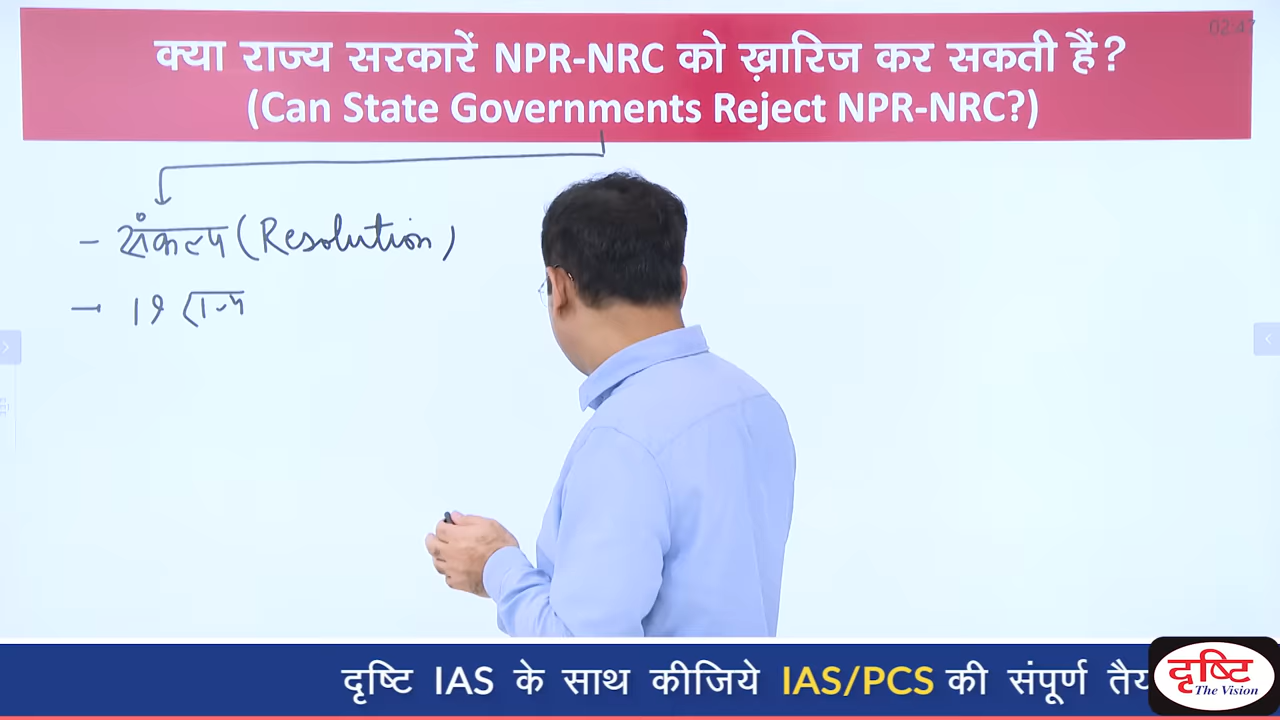 क्या राज्य सरकारें NPR-NRC को ख़ारिज कर सकती हैं?
(Can State Governments Reject NPR-NRC?)
02:47
- संकल्प (Resolution)
दृष्टि IAS के साथ कीजिये IAS/PCS की संपूर्ण तैय
दृष्टि
The Vision